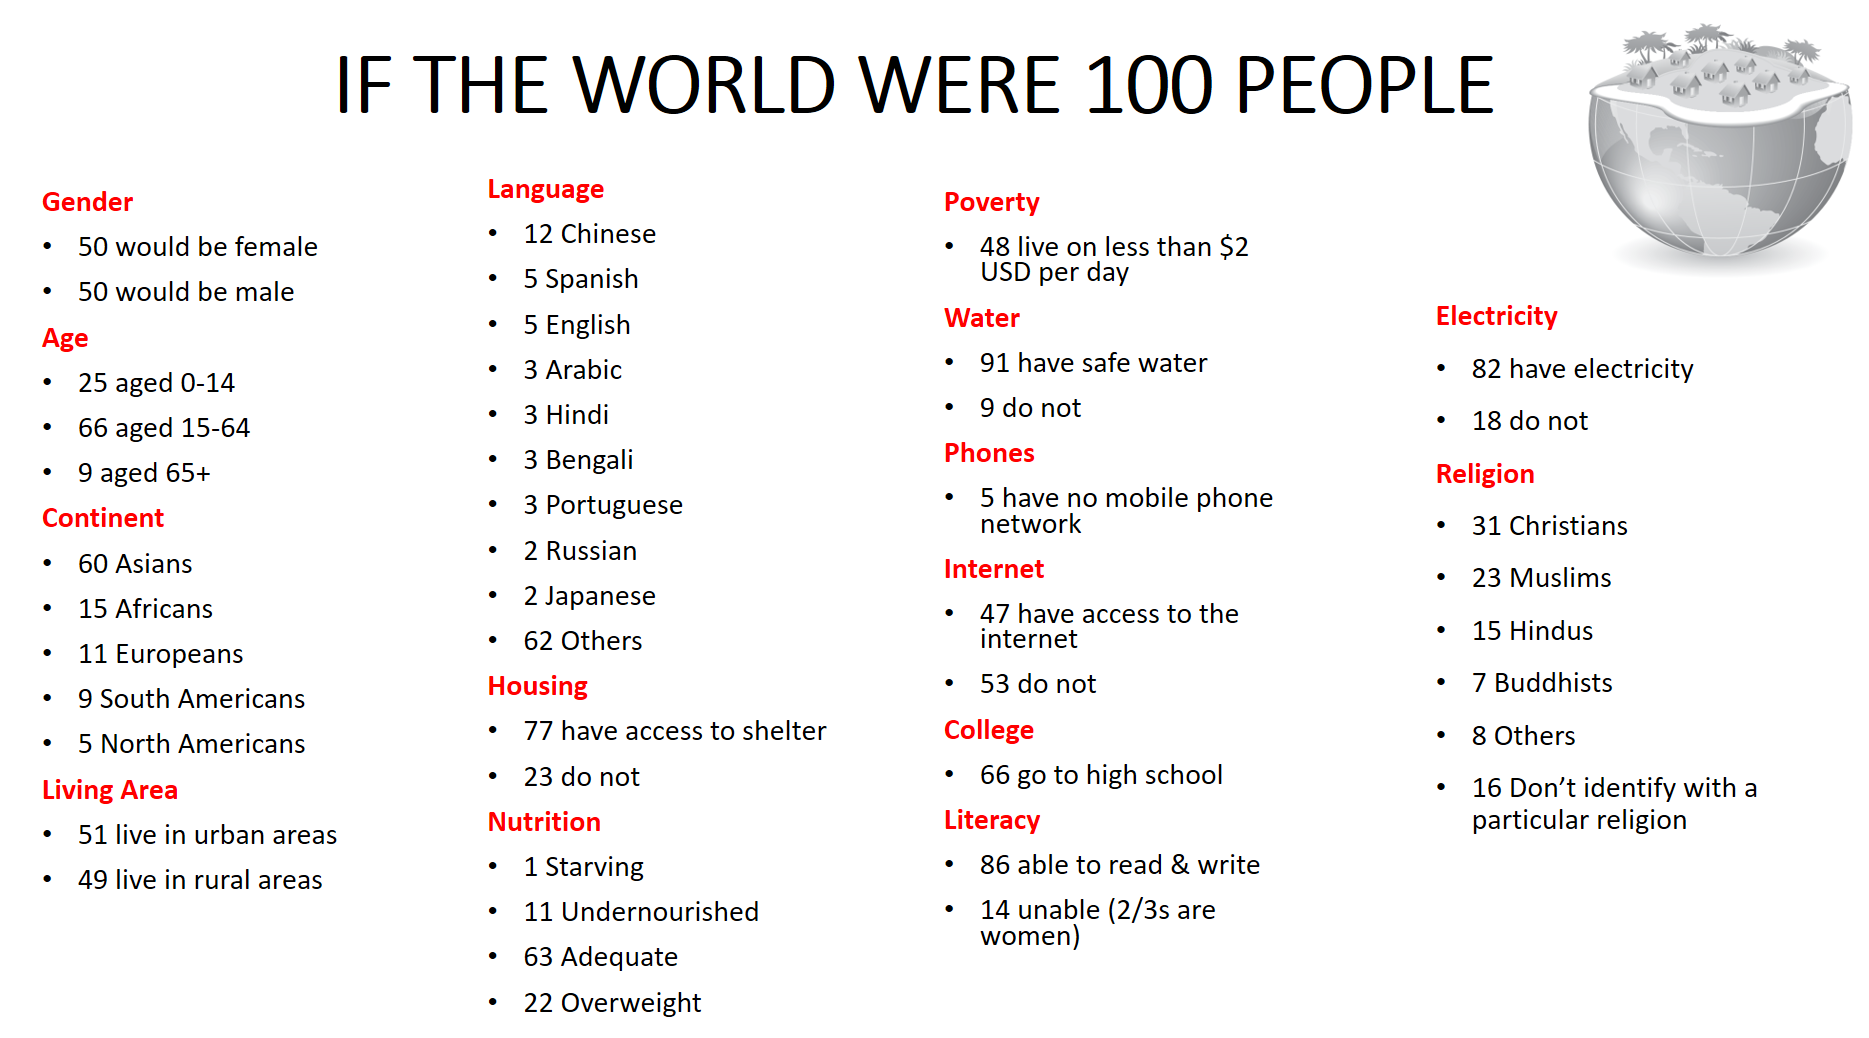 IF THE WORLD WERE 100 PEOPLE
Gender
• 50 would be female
• 50 would be male
Age
• 25 aged 0-14
• 66 aged 15-64
• 9 aged 65+
Continent
• 60 Asians
• 15 Africans
• 11 Europeans
• 9 South Americans
• 5 North Americans
Living Area
• 51 live in urban areas
• 49 live in rural areas
Language
• 12 Chinese
• 5 Spanish
• 5 English
• 3 Arabic
• 3 Hindi
• 3 Bengali
• 3 Portuguese
• 2 Russian
• 2 Japanese
• 62 Others
Housing
• 77 have access to shelter
• 23 do not
Nutrition
• 1 Starving
• 11 Undernourished
• 63 Adequate
• 22 Overweight
Poverty
• 48 live on less than $2
USD per day
Water
• 91 have safe water
• 9 do not
Phones
• 5 have no mobile phone
network
Internet
• 47 have access to the
internet
• 53 do not
College
• 66 go to high school
Literacy
• 86 able to read & write
• 14 unable (2/3s are
women)
Electricity
• 82 have electricity
• 18 do not
Religion
• 31 Christians
• 23 Muslims
• 15 Hindus
• 7 Buddhists
• 8 Others
• 16 Don’t identify with a
particular religion